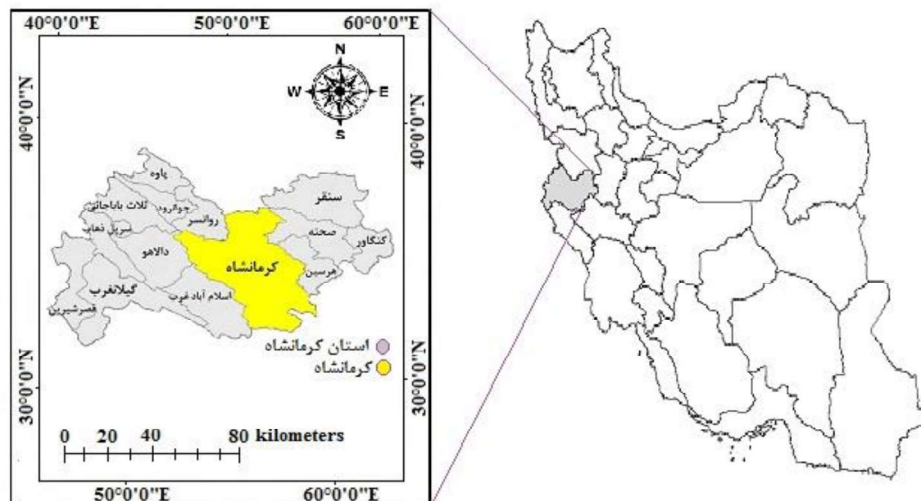 40°0'0"E 50°0'0"E 60°0'0"E
N
W E
S
40°0'0"N 40°0'0"N
پاوه
ثلاث باباجانی جوانرود روانسر سنقر
سرپل ذهاب دالاهو صحنه کنگاور
کرمانشاه هرسین
گیلانغرب اسلام آباد غرب
قصرشیرین
استان کرمانشاه
کرمانشاه
30°0'0"N 30°0'0"N
0 20 40 80 kilometers
50°0'0"E 60°0'0"E